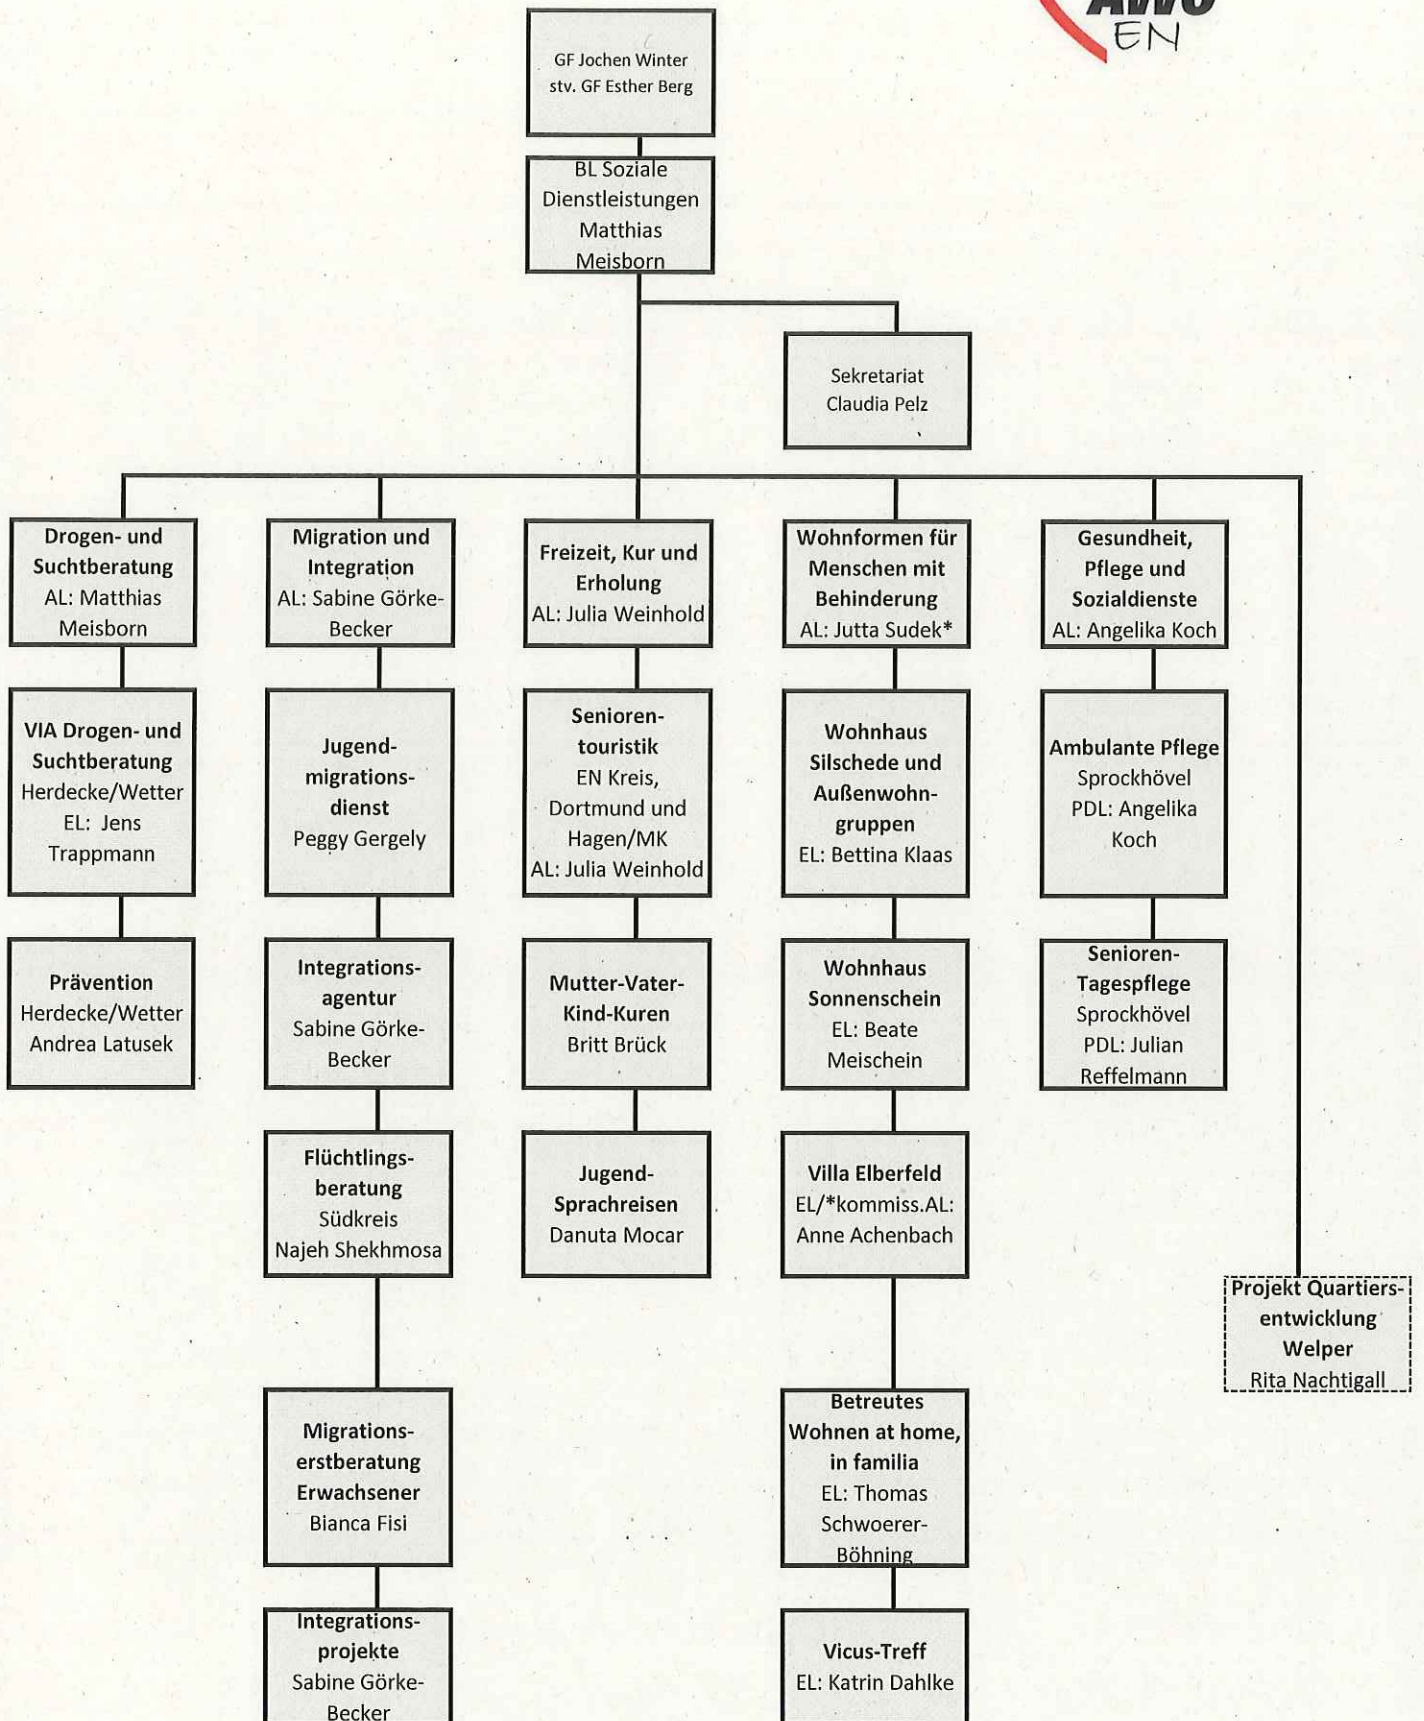 AWO
EN
GF Jochen Winter
stv. GF Esther Berg
BL Soziale
Dienstleistungen
Matthias
Meisborn
Sekretariat
Claudia Pelz
Drogen- und
Suchtberatung
AL: Matthias
Meisborn
Migration und
Integration
AL: Sabine Görke-
Becker
Freizeit, Kur und
Erholung
AL: Julia Weinhold
Wohnformen für
Menschen mit
Behinderung
AL: Jutta Sudek*
Gesundheit,
Pflege und
Sozialdienste
AL: Angelika Koch
VIA Drogen- und
Suchtberatung
Herdecke/Wetter
EL: Jens
Trappmann
Jugend-
migrations-
dienst
Peggy Gergely
Senioren-
touristik
EN Kreis,
Dortmund und
Hagen/MK
AL: Julia Weinhold
Wohnhaus
Silschede und
Außenwohn-
gruppen
EL: Bettina Klaas
Ambulante Pflege
Sprockhövel
PDL: Angelika
Koch
Prävention
Herdecke/Wetter
Andrea Latusek
Integrations-
agentur
Sabine Görke-
Becker
Mutter-Vater-
Kind-Kuren
Britt Brück
Wohnhaus
Sonnenschein
EL: Beate
Meischein
Senioren-
Tagespflege
Sprockhövel
PDL: Julian
Reffelmann
Flüchtlings-
beratung
Südkreis
Najeh Shekhmosa
Jugend-
Sprachreisen
Danuta Mocar
Villa Elberfeld
EL/*kommiss.AL:
Anne Achenbach
Projekt Quartiers-
entwicklung
Welper
Rita Nachtigall
Migrations-
erstberatung
Erwachsener
Bianca Fisi
Betreutes
Wohnen at home,
in familia
EL: Thomas
Schwoerer-
Böhning
Integrations-
projekte
Sabine Görke-
Becker
Vicus-Treff
EL: Katrin Dahlke